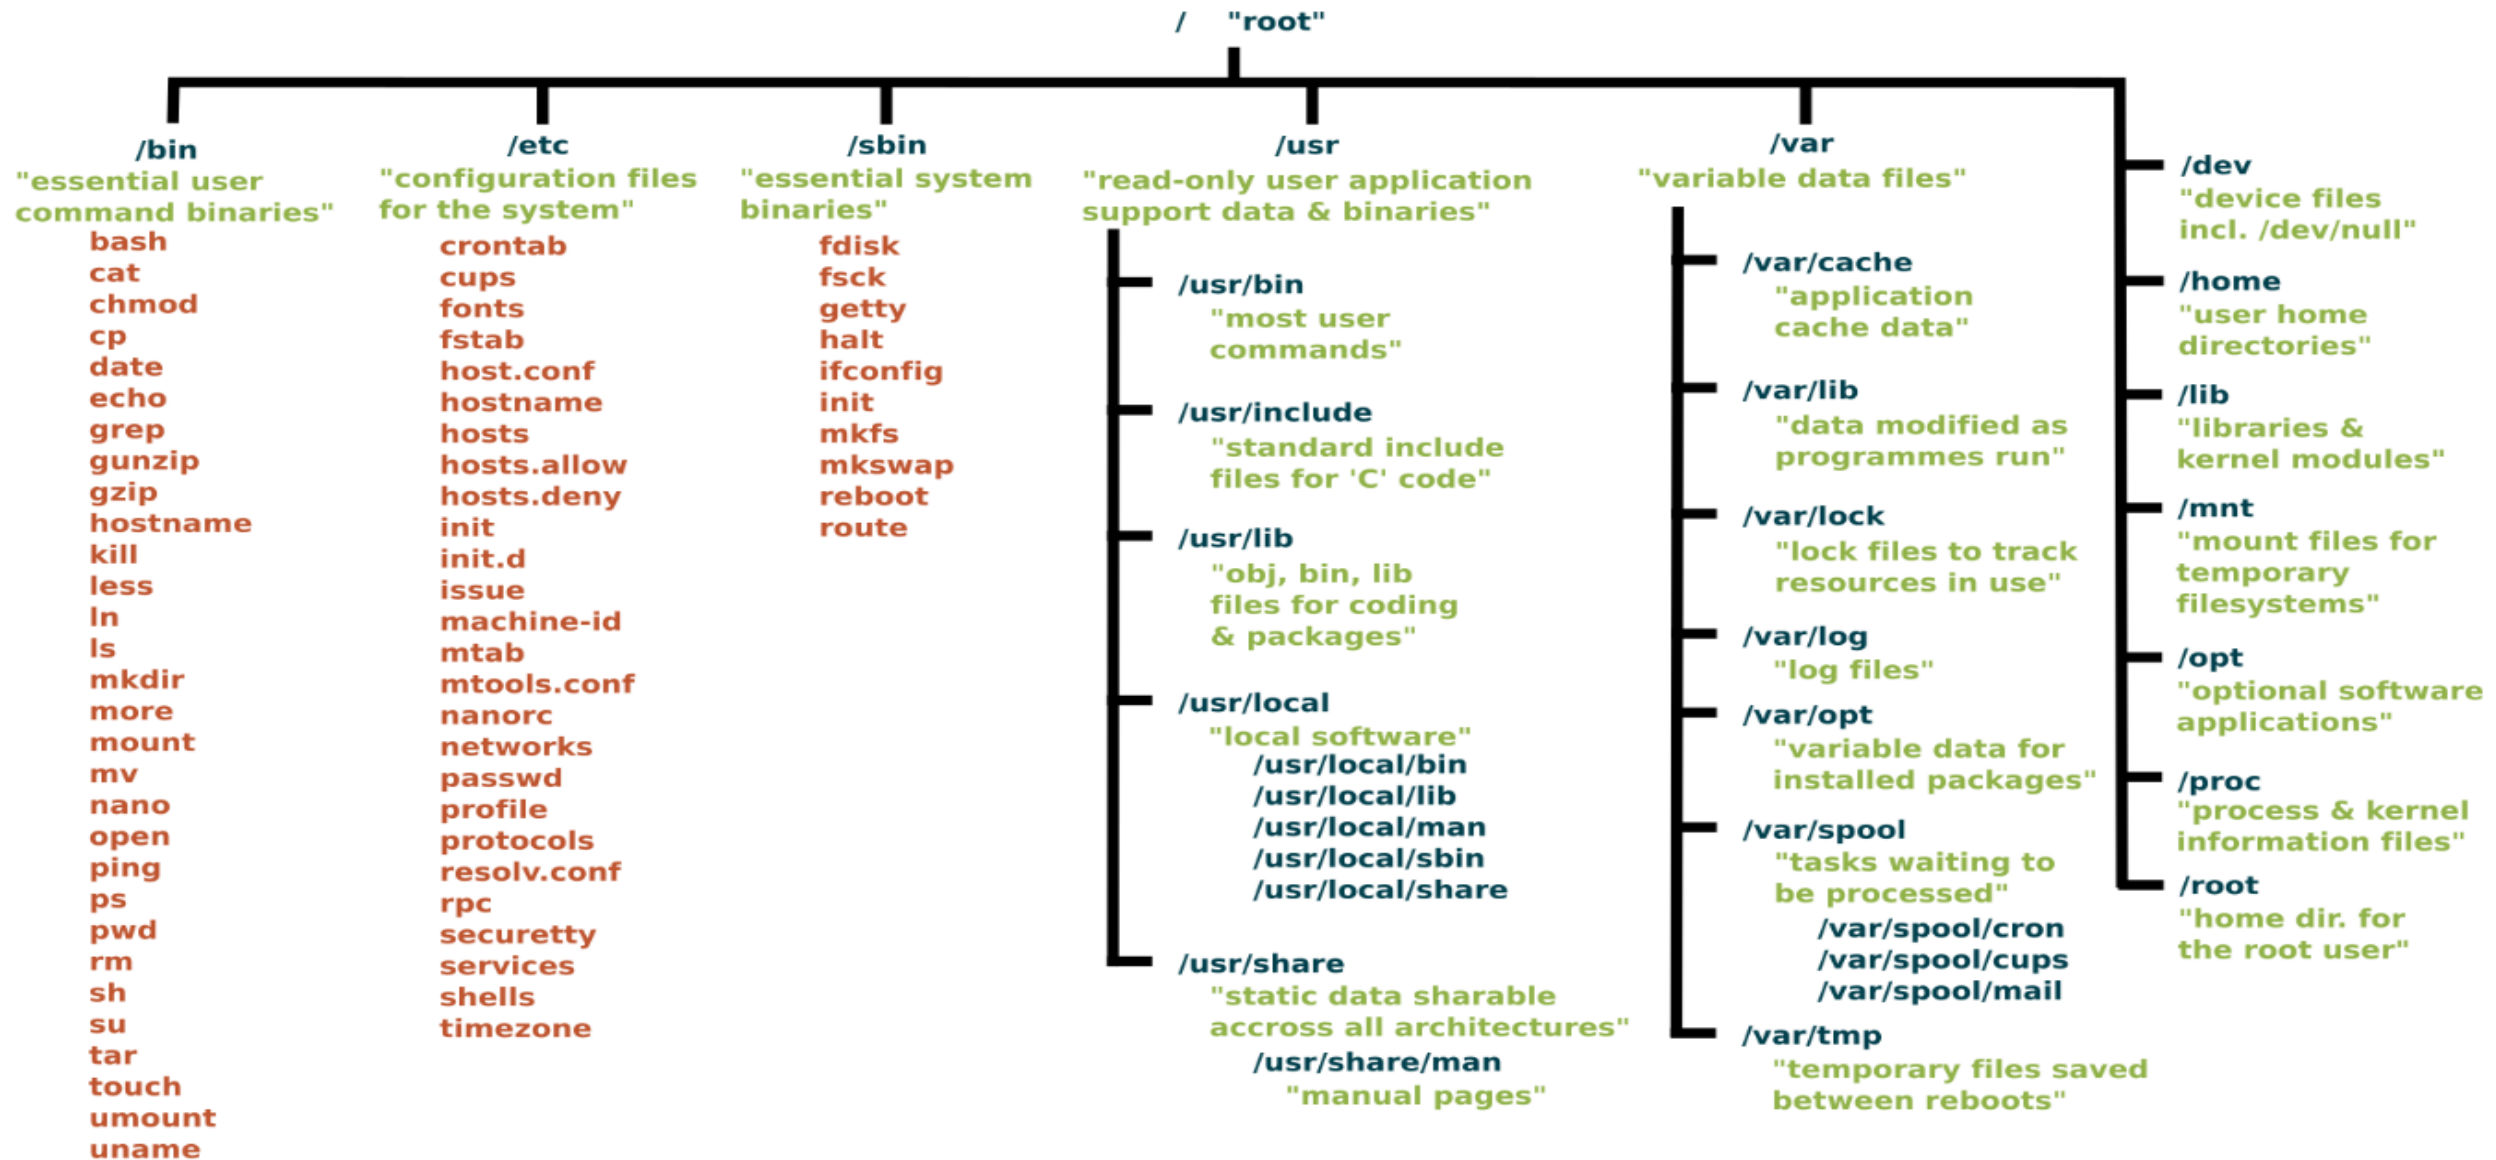 / "root"
/bin
"essential user
command binaries"
bash
cat
chmod
cp
date
echo
grep
gunzip
gzip
hostname
kill
less
ln
ls
mkdir
more
mount
mv
nano
open
ping
ps
pwd
rm
sh
su
tar
touch
umount
uname
/etc
"configuration files
for the system"
crontab
cups
fonts
fstab
host.conf
hostname
hosts
hosts.allow
hosts.deny
init
init.d
issue
machine-id
mtab
mtools.conf
nanorc
networks
passwd
profile
protocols
resolv.conf
rpc
securetty
services
shells
timezone
/sbin
"essential system
binaries"
fdisk
fsck
getty
halt
ifconfig
init
mkfs
mkswap
reboot
route
/usr
"read-only user application
support data & binaries"
/usr/bin
"most user
commands"
/usr/include
"standard include
files for 'C' code"
/usr/lib
"obj, bin, lib
files for coding
& packages"
/usr/local
"local software"
/usr/local/bin
/usr/local/lib
/usr/local/man
/usr/local/sbin
/usr/local/share
/usr/share
"static data sharable
accross all architectures"
/usr/share/man
"manual pages"
/var
"variable data files"
/var/cache
"application
cache data"
/var/lib
"data modified as
programmes run"
/var/lock
"lock files to track
resources in use"
/var/log
"log files"
/var/opt
"variable data for
installed packages"
/var/spool
"tasks waiting to
be processed"
/var/spool/cron
/var/spool/cups
/var/spool/mail
/var/tmp
"temporary files saved
between reboots"
/dev
"device files
incl. /dev/null"
/home
"user home
directories"
/lib
"libraries &
kernel modules"
/mnt
"mount files for
temporary
filesystems"
/opt
"optional software
applications"
/proc
"process & kernel
information files"
/root
"home dir. for
the root user"